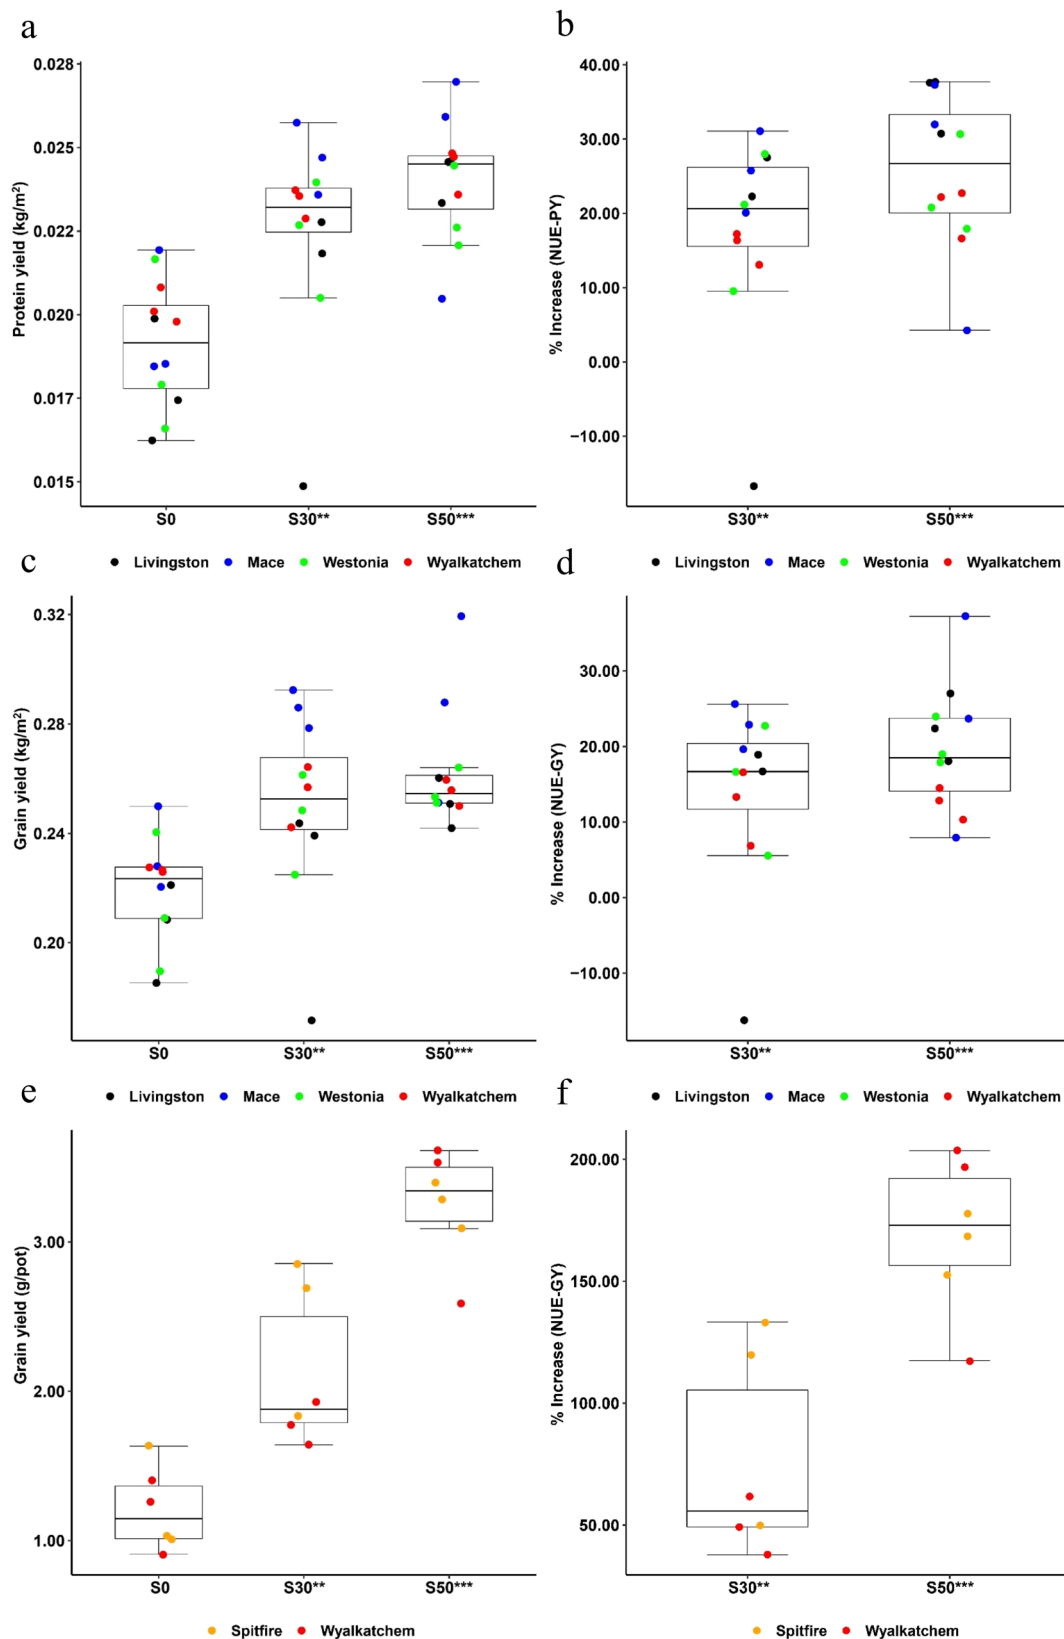 a
0.028
0.025
0.022
0.020
0.017
0.015
Protein yield (kg/m²)
S0 S30** S50***
Livingston Mace Westonia Wyalkatchem
b
40.00
30.00
20.00
10.00
0.00
−10.00
% Increase (NUE-PY)
S30** S50***
Livingston Mace Westonia Wyalkatchem
c
0.32
0.28
0.24
0.20
Grain yield (kg/m²)
S0 S30** S50***
Livingston Mace Westonia Wyalkatchem
d
30.00
20.00
10.00
0.00
−10.00
% Increase (NUE-GY)
S30** S50***
Livingston Mace Westonia Wyalkatchem
e
3.00
2.00
1.00
Grain yield (g/pot)
S0 S30** S50***
Spitfire Wyalkatchem
f
200.00
150.00
100.00
50.00
% Increase (NUE-GY)
S30** S50***
Spitfire Wyalkatchem